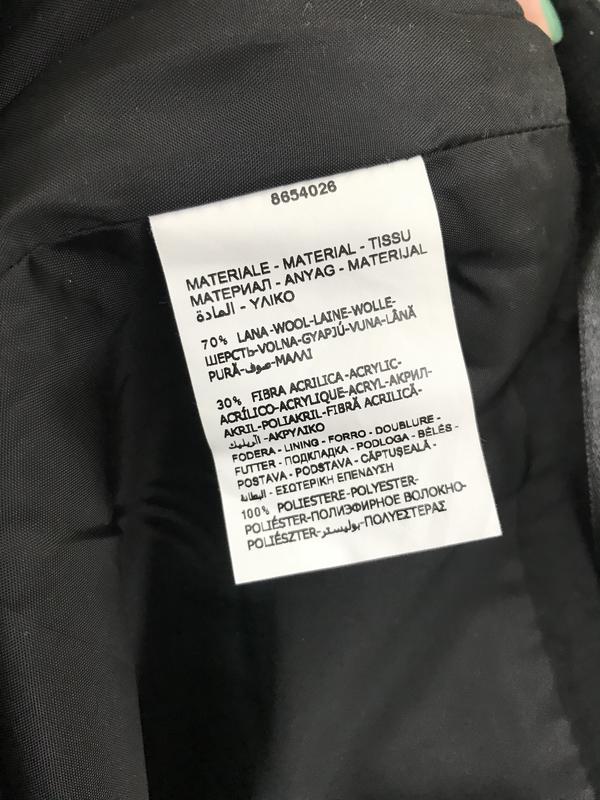 8654026
MATERIALE - MATERIAL - TISSU
МАТЕРИАЛ - ANYAG - MATERIJAL
المادة - ΥΛΙΚΟ
70% LANA-WOOL-LAINE-WOLLE-
ШЕРСТЬ-VOLNA-GYAPJÚ-VUNA-LÂNĂ
PURĂ-صوف-ΜΑΛΛΙ
30% FIBRA ACRILICA-ACRYLIC-
ACRÍLICO-ACRYLIQUE-ACRYL-АКРИЛ-
AKRIL-POLIAKRIL-FIBRĂ ACRILICĂ-
اكريليك-ΑΚΡΥΛΙΚΟ
FODERA - LINING - FORRO - DOUBLURE -
FUTTER - ПОДКЛАДКА - PODLOGA - BÉLÉS -
POSTAVA - PODSTAVA - CĂPTUŞEALĂ -
البطانة - ΕΣΩΤΕΡΙΚΗ ΕΠΕΝΔΥΣΗ
100% POLIESTERE-POLYESTER-
POLIÉSTER-ПОЛИЭФИРНОЕ ВОЛОКНО-
POLIÉSZTER-بوليستر-ΠΟΛΥΕΣΤΕΡΑΣ